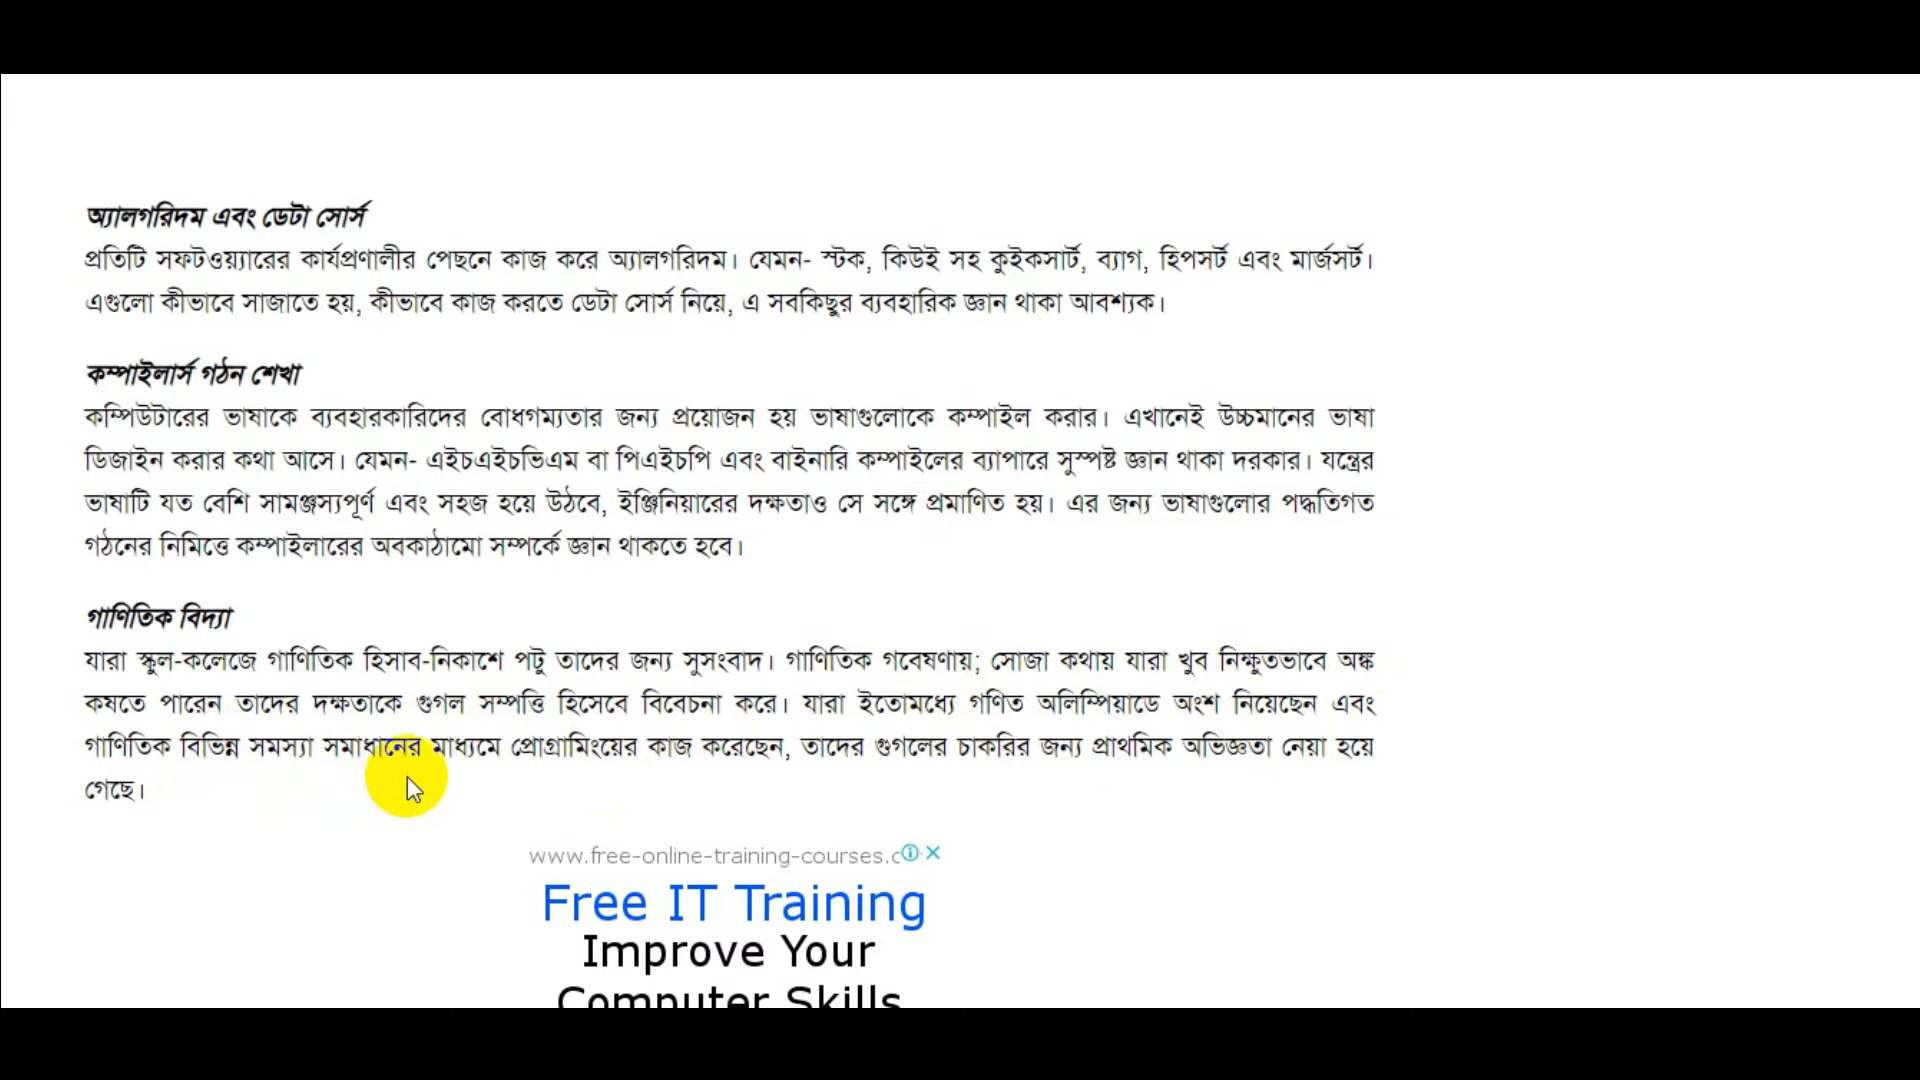 অ্যালগরিদম এবং ডেটা সোর্স
প্রতিটি সফটওয়্যারের কার্যপ্রণালীর পেছনে কাজ করে অ্যালগরিদম। যেমন- স্টক, কিউই সহ কুইকসার্ট, ব্যাগ, হিপসর্ট এবং মার্জসর্ট।
এগুলো কীভাবে সাজাতে হয়, কীভাবে কাজ করতে ডেটা সোর্স নিয়ে, এ সবকিছুর ব্যবহারিক জ্ঞান থাকা আবশ্যক।
কম্পাইলার্স গঠন শেখা
কম্পিউটারের ভাষাকে ব্যবহারকারিদের বোধগম্যতার জন্য প্রয়োজন হয় ভাষাগুলোকে কম্পাইল করার। এখানেই উচ্চমানের ভাষা
ডিজাইন করার কথা আসে। যেমন- এইচএইচভিএম বা পিএইচপি এবং বাইনারি কম্পাইলের ব্যাপারে সুস্পষ্ট জ্ঞান থাকা দরকার। যন্ত্রের
ভাষাটি যত বেশি সামঞ্জস্যপূর্ণ এবং সহজ হয়ে উঠবে, ইঞ্জিনিয়ারের দক্ষতাও সে সঙ্গে প্রমাণিত হয়। এর জন্য ভাষাগুলোর পদ্ধতিগত
গঠনের নিমিত্তে কম্পাইলারের অবকাঠামো সম্পর্কে জ্ঞান থাকতে হবে।
গাণিতিক বিদ্যা
যারা স্কুল-কলেজে গাণিতিক হিসাব-নিকাশে পটু তাদের জন্য সুসংবাদ। গাণিতিক গবেষণায়; সোজা কথায় যারা খুব নিক্ষুতভাবে অঙ্ক
কষতে পারেন তাদের দক্ষতাকে গুগল সম্পত্তি হিসেবে বিবেচনা করে। যারা ইতোমধ্যে গণিত অলিম্পিয়াডে অংশ নিয়েছেন এবং
গাণিতিক বিভিন্ন সমস্যা সমাধানের মাধ্যমে প্রোগ্রামিংয়ের কাজ করেছেন, তাদের গুগলের চাকরির জন্য প্রাথমিক অভিজ্ঞতা নেয়া হয়ে
গেছে।
www.free-online-training-courses.c
Free IT Training
Improve Your
Computer Skills